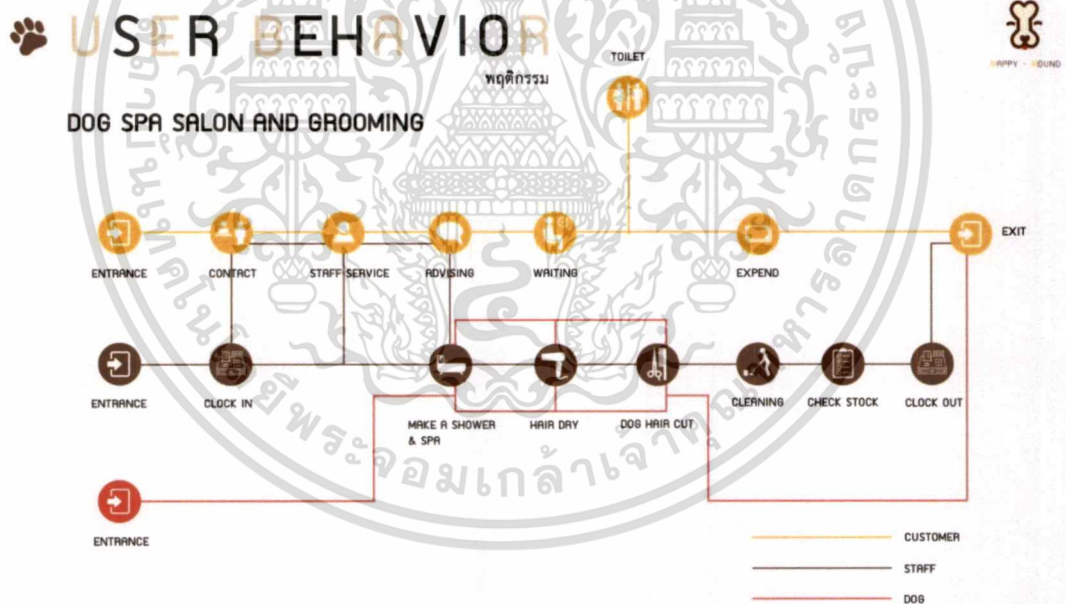 USER BEHAVIOR
พฤติกรรม
HAPPY - HOUND
DOG SPA SALON AND GROOMING
TOILET
ENTRANCE
CONTACT
STAFF SERVICE
ADVISING
WAITING
EXPEND
EXIT
ENTRANCE
CLOCK IN
MAKE A SHOWER
& SPA
HAIR DRY
DOG HAIR CUT
CLEANING
CHECK STOCK
CLOCK OUT
ENTRANCE
CUSTOMER
STAFF
DOG